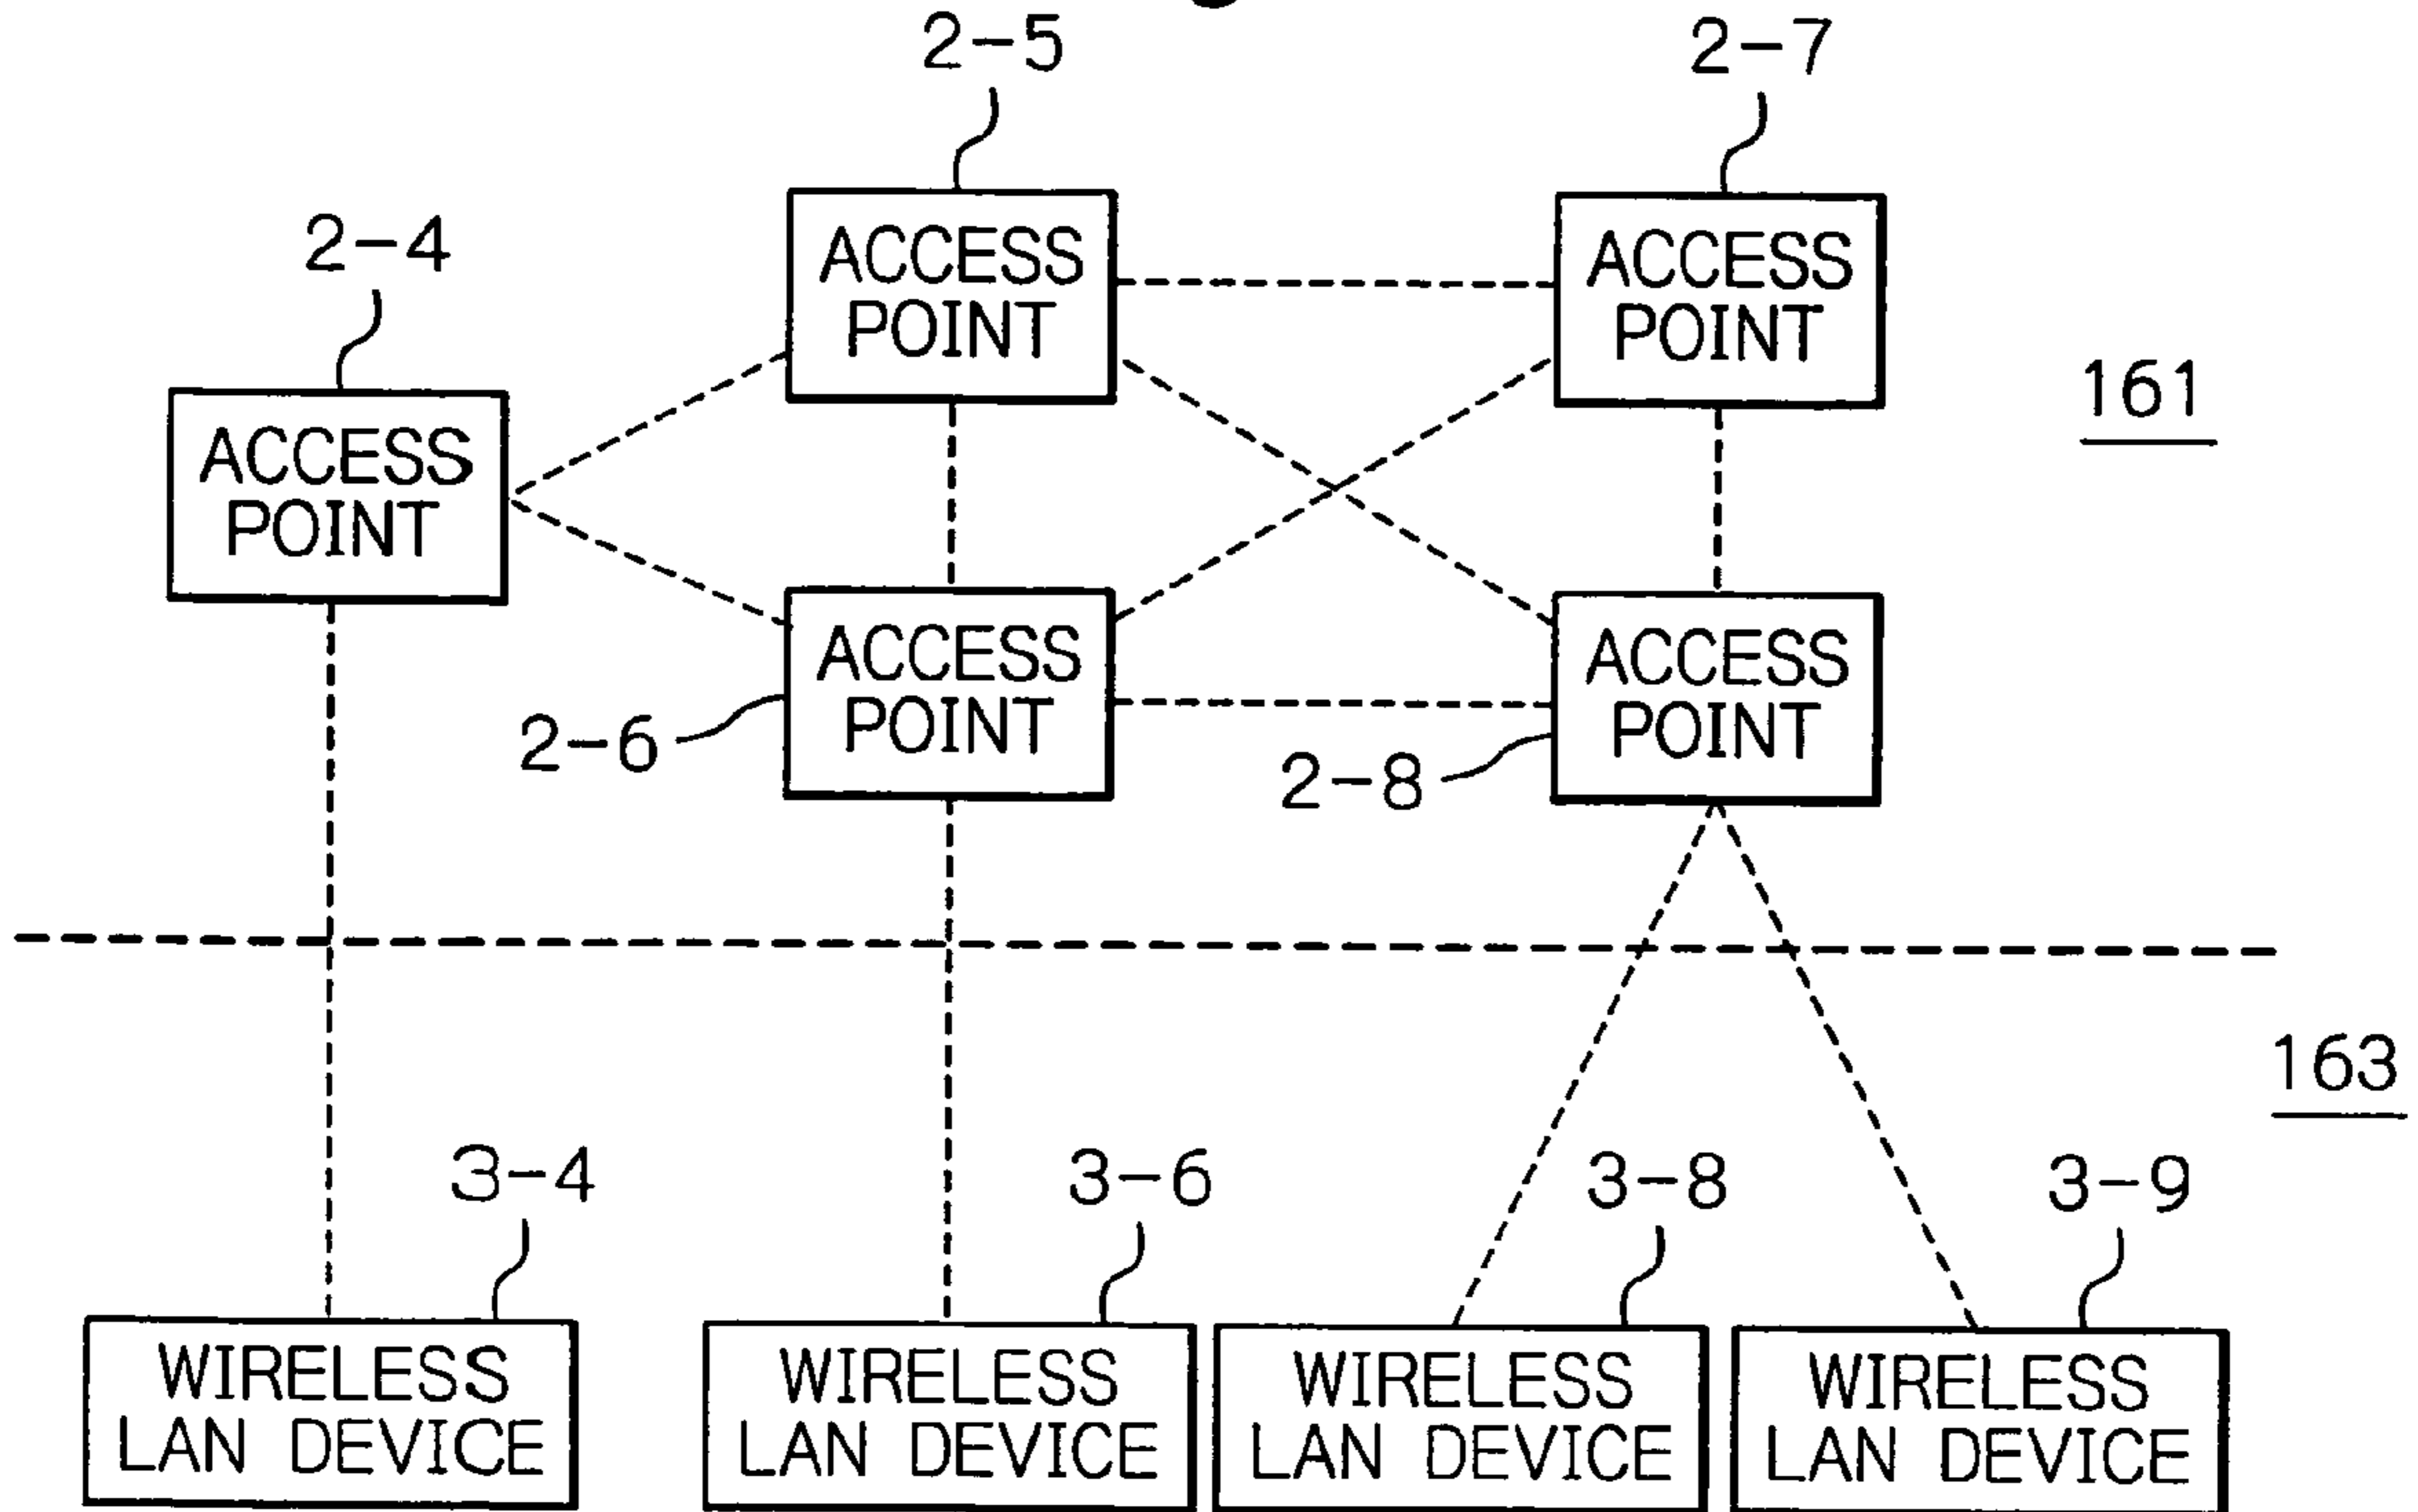 2-5
2-7
2-4
ACCESS
POINT
ACCESS
POINT
161
ACCESS
POINT
ACCESS
POINT
ACCESS
POINT
2-6
2-8
163
3-4
3-6
3-8
3-9
WIRELESS
LAN DEVICE
WIRELESS
LAN DEVICE
WIRELESS
LAN DEVICE
WIRELESS
LAN DEVICE